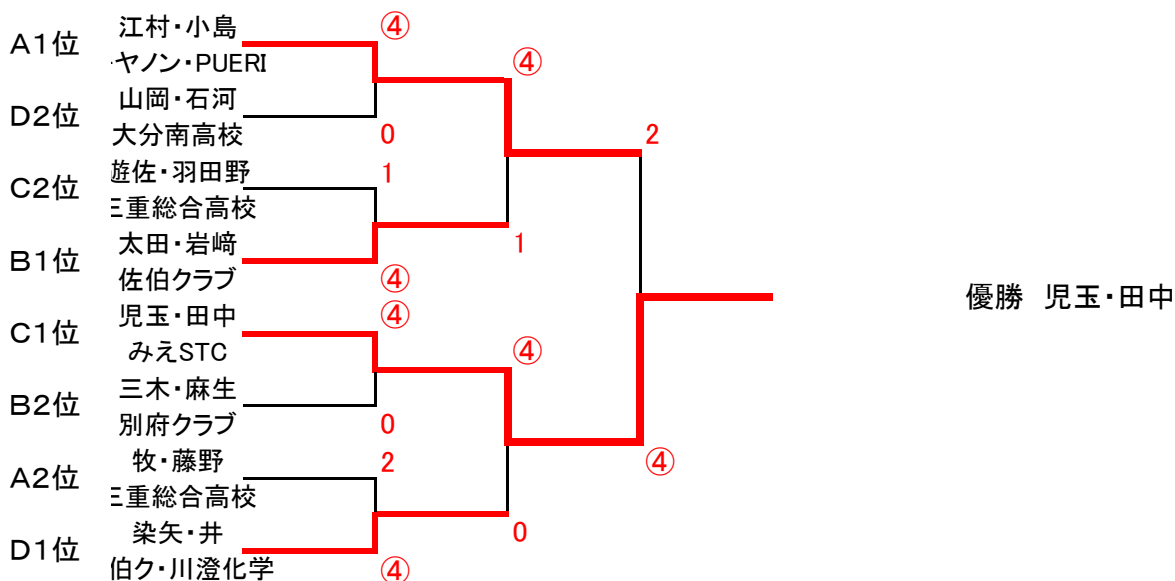 A1位 江村・小島 ④
ヤノン・PUERI ④
D2位 山岡・石河
大分南高校 0 2
C2位 遊佐・羽田野 1
三重総合高校
B1位 太田・岩﨑 1
佐伯クラブ ④
優勝 児玉・田中
C1位 児玉・田中 ④
みえSTC ④
B2位 三木・麻生
別府クラブ 0
A2位 牧・藤野 2 ④
三重総合高校
D1位 染矢・井 0
伯ク・川澄化学 ④